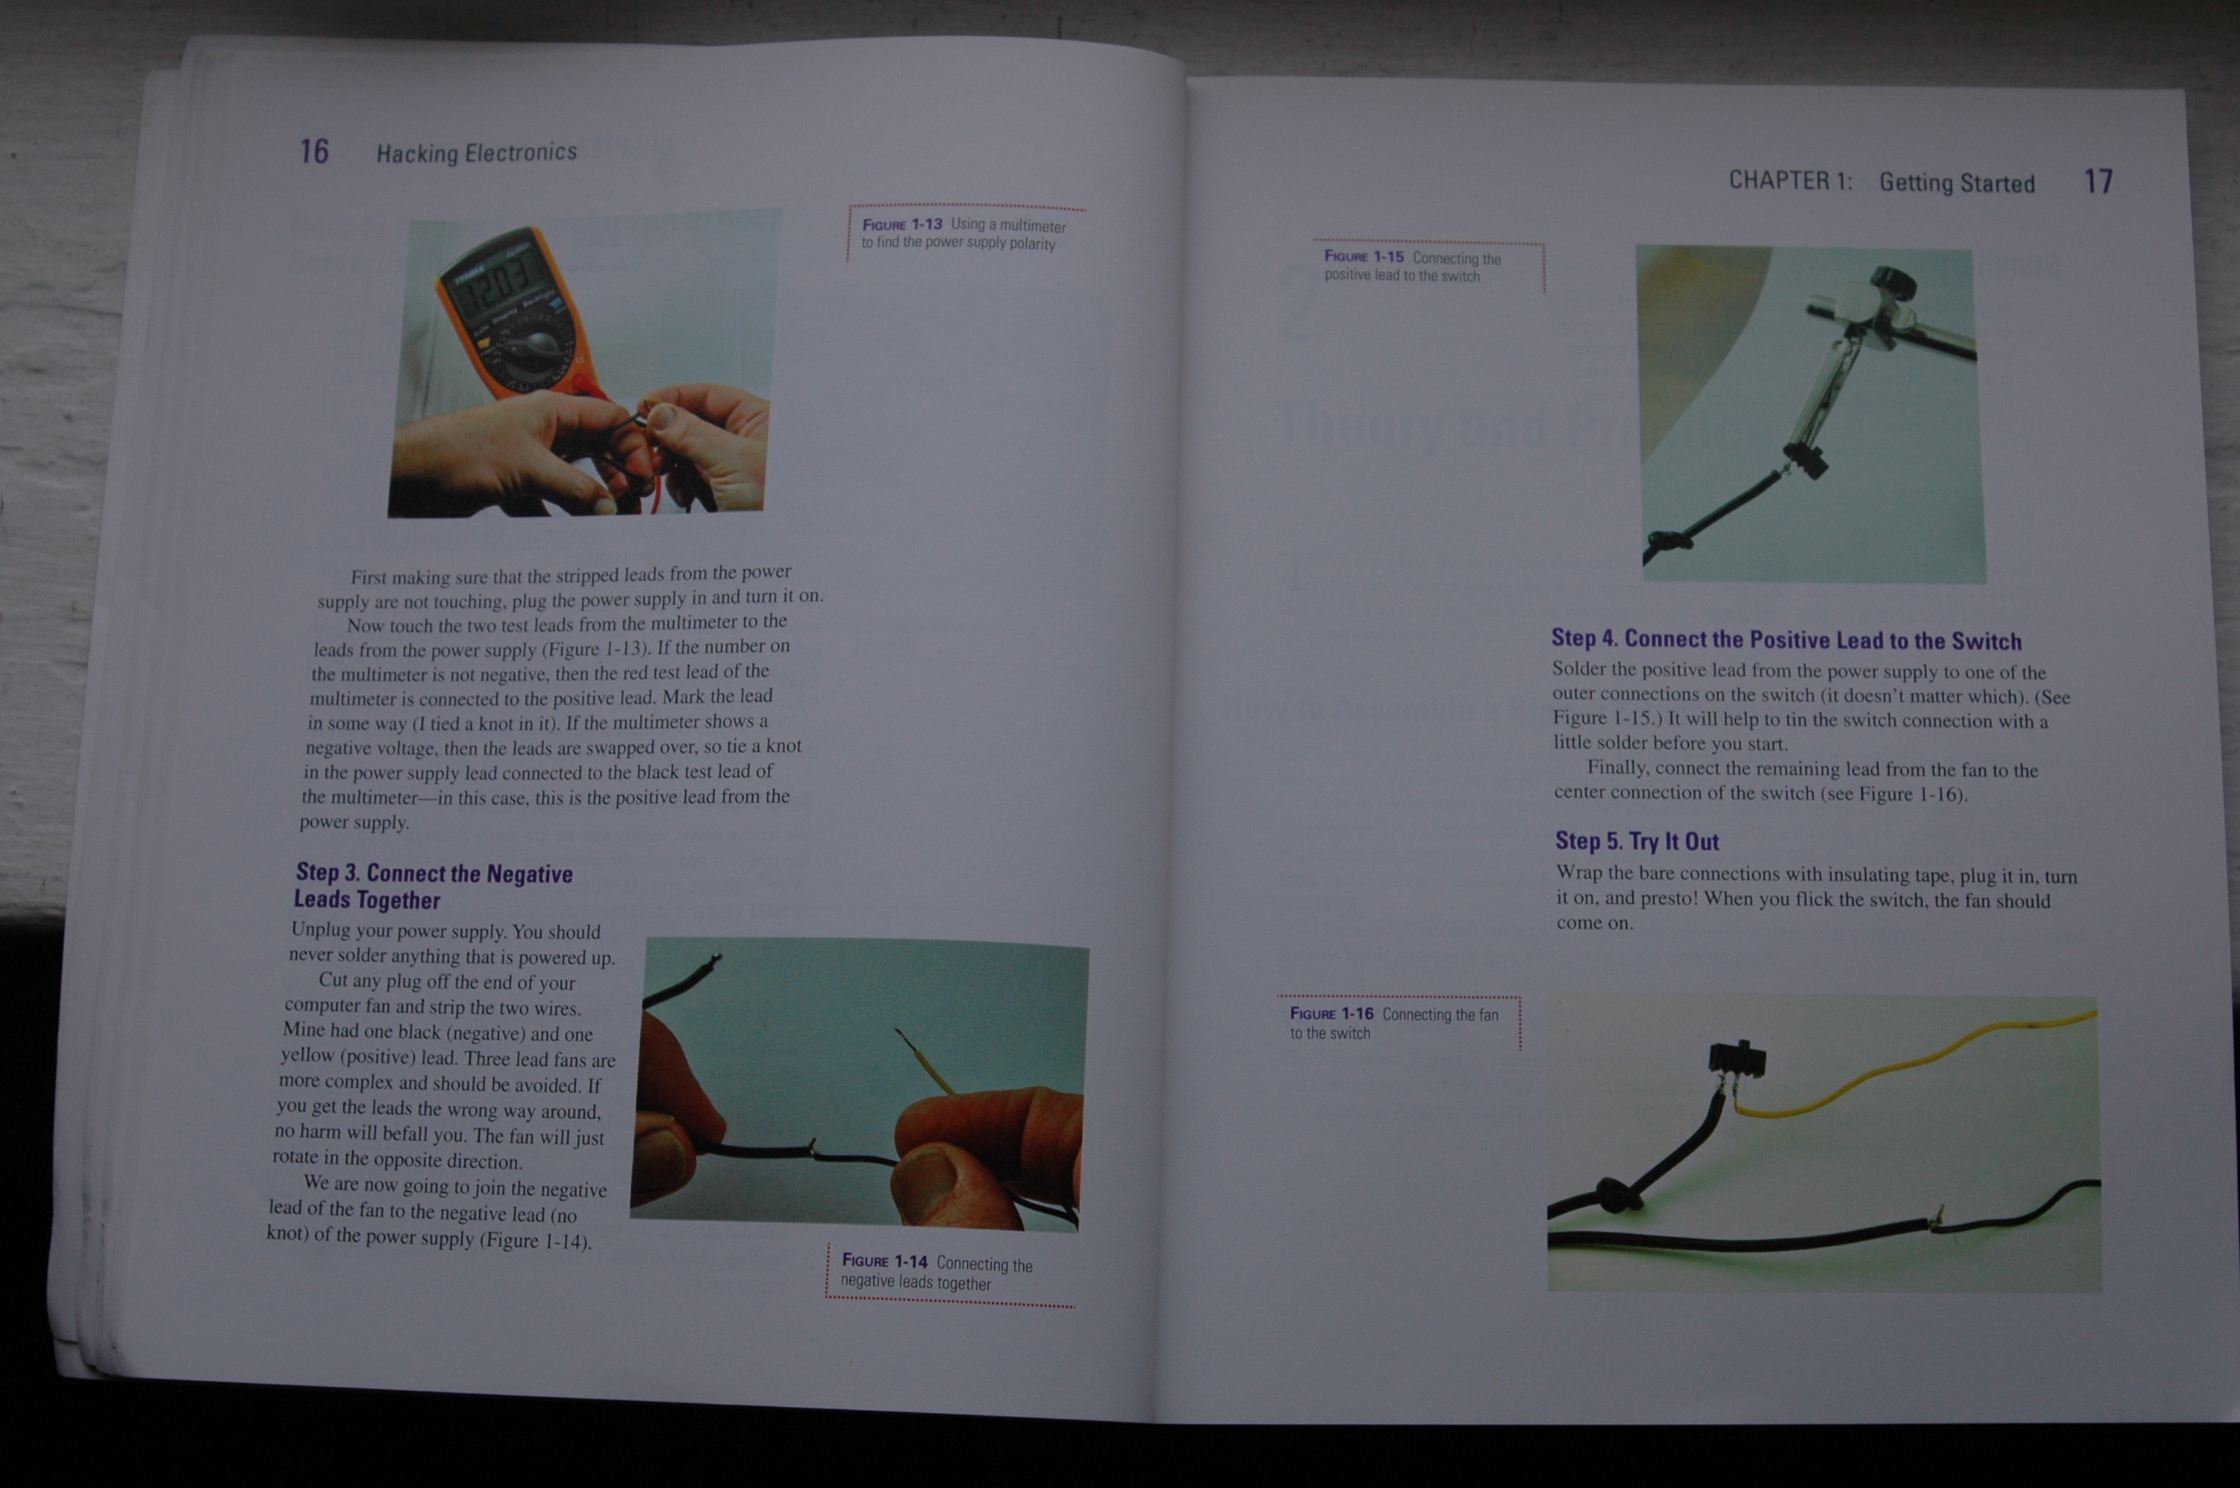 16 Hacking Electronics
FIGURE 1-13 Using a multimeter
to find the power supply polarity
1203
First making sure that the stripped leads from the power
supply are not touching, plug the power supply in and turn it on.
Now touch the two test leads from the multimeter to the
leads from the power supply (Figure 1-13). If the number on
the multimeter is not negative, then the red test lead of the
multimeter is connected to the positive lead. Mark the lead
in some way (I tied a knot in it). If the multimeter shows a
negative voltage, then the leads are swapped over, so tie a knot
in the power supply lead connected to the black test lead of
the multimeter—in this case, this is the positive lead from the
power supply.
Step 3. Connect the Negative
Leads Together
Unplug your power supply. You should
never solder anything that is powered up.
Cut any plug off the end of your
computer fan and strip the two wires.
Mine had one black (negative) and one
yellow (positive) lead. Three lead fans are
more complex and should be avoided. If
you get the leads the wrong way around,
no harm will befall you. The fan will just
rotate in the opposite direction.
We are now going to join the negative
lead of the fan to the negative lead (no
knot) of the power supply (Figure 1-14).
FIGURE 1-14 Connecting the
negative leads together
CHAPTER 1: Getting Started 17
FIGURE 1-15 Connecting the
positive lead to the switch
Step 4. Connect the Positive Lead to the Switch
Solder the positive lead from the power supply to one of the
outer connections on the switch (it doesn't matter which). (See
Figure 1-15.) It will help to tin the switch connection with a
little solder before you start.
Finally, connect the remaining lead from the fan to the
center connection of the switch (see Figure 1-16).
Step 5. Try It Out
Wrap the bare connections with insulating tape, plug it in, turn
it on, and presto! When you flick the switch, the fan should
come on.
FIGURE 1-16 Connecting the fan
to the switch